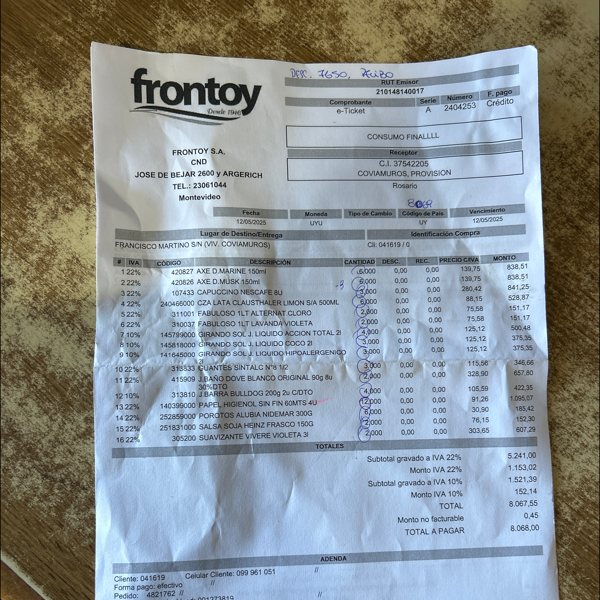 frontoy
Desde 1946
RUT Emisor
210148140017
Comprobante Serie Número F. pago
e-Ticket A 2404253 Crédito
CONSUMO FINALLLL
FRONTOY S.A.
CND
JOSE DE BEJAR 2600 y ARGERICH
TEL.: 23061044
Montevideo
Receptor
C.I. 37542205
COVIAMUROS, PROVISION
Rosario
Fecha Moneda Tipo de Cambio Código de País Vencimiento
12/05/2025 UYU UY 12/05/2025
Lugar de Destino/Entrega Identificación Compra
FRANCISCO MARTINO S/N (VIV. COVIAMUROS) Cli: 041619 / 0
# IVA CÓDIGO DESCRIPCIÓN CANTIDAD DESC. REC. PRECIO C/IVA MONTO
1 22% 420827 AXE D.MARINE 150ml 6,000 0,00 0,00 139,75 838,51
2 22% 420826 AXE D.MUSK 150ml 6,000 0,00 0,00 139,75 838,51
3 22% 107433 CAPUCCINO NESCAFE 8U 3,000 0,00 0,00 280,42 841,25
4 22% 240466000 CZA LATA CLAUSTHALER LIMON S/A 500ML 6,000 0,00 0,00 88,15 528,87
5 22% 311001 FABULOSO 1LT ALTERNAT CLORO 2,000 0,00 0,00 75,58 151,17
6 22% 310037 FABULOSO 1LT LAVANDA VIOLETA 2,000 0,00 0,00 75,58 151,17
7 10% 145799000 GIRANDO SOL J. LIQUIDO ACCION TOTAL 2l 4,000 0,00 0,00 125,12 500,48
8 10% 145818000 GIRANDO SOL J. LIQUIDO COCO 2l 3,000 0,00 0,00 125,12 375,35
9 10% 141645000 GIRANDO SOL J. LIQUIDO HIPOALERGENICO 3,000 0,00 0,00 125,12 375,35
10 22% 318333 GUANTES SINTALC N°8 1/2 3,000 0,00 0,00 115,56 346,66
11 22% 415909 J.BAÑO DOVE BLANCO ORIGINAL 90g 8u 2,000 0,00 0,00 328,90 657,80
30%DTO
12 10% 313810 J.BARRA BULLDOG 200g 2u C/DTO 4,000 0,00 0,00 105,59 422,35
13 22% 140399000 PAPEL HIGIENOL SIN FIN 60MTS 4U 12,000 0,00 0,00 91,26 1.095,07
14 22% 252859000 POROTOS ALUBIA NIDEMAR 300G 6,000 0,00 0,00 30,90 185,42
15 22% 251831000 SALSA SOJA HEINZ FRASCO 150G 2,000 0,00 0,00 76,15 152,30
16 22% 305200 SUAVIZANTE VIVERE VIOLETA 3l 2,000 0,00 0,00 303,65 607,29
TOTALES
Subtotal gravado a IVA 22% 5.241,00
Monto IVA 22% 1.153,02
Subtotal gravado a IVA 10% 1.521,39
Monto IVA 10% 152,14
TOTAL 8.067,55
Monto no facturable 0,45
TOTAL A PAGAR 8.068,00
ADENDA
Cliente: 041619 Celular Cliente: 099 961 051 //
Forma pago: efectivo //
Pedido: 4821762 //